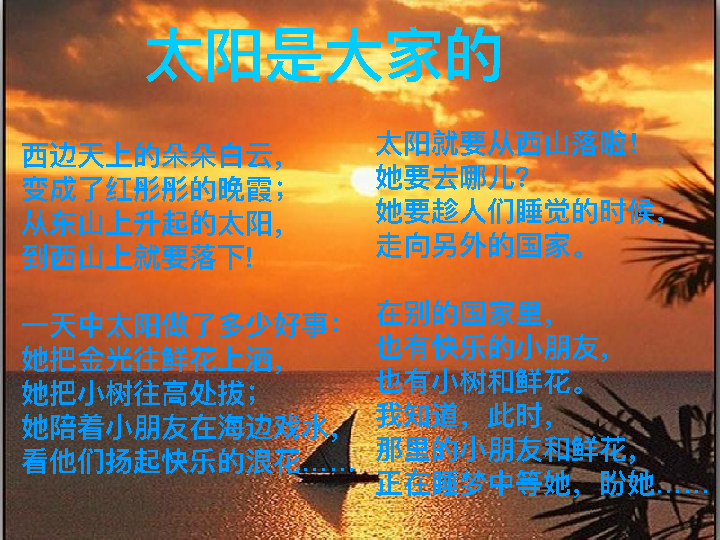 太阳是大家的
西边天上的朵朵白云，
变成了红彤彤的晚霞；
从东山上升起的太阳，
到西山上就要落下!
一天中太阳做了多少好事：
她把金光往鲜花上洒，
她把小树往高处拔；
她陪着小朋友在海边戏水，
看他们扬起快乐的浪花……
太阳就要从西山落啦!
她要去哪儿?
她要趁人们睡觉的时候，
走向另外的国家。
在别的国家里，
也有快乐的小朋友，
也有小树和鲜花。
我知道，此时，
那里的小朋友和鲜花，
正在睡梦中等她，盼她……